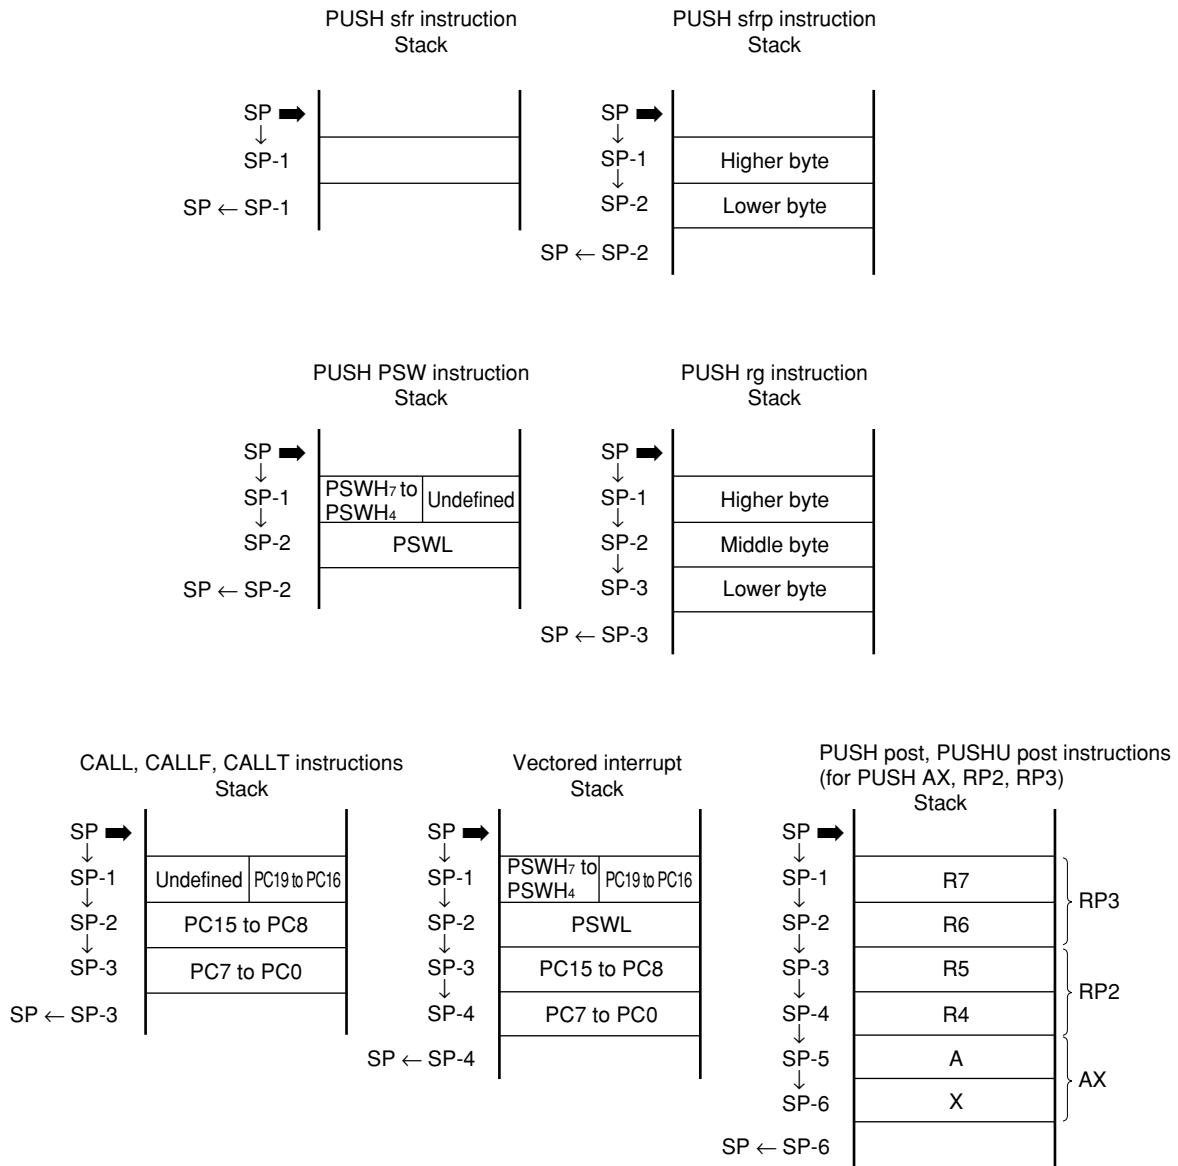 PUSH sfr instruction
Stack
SP
SP-1
SP ← SP-1
PUSH sfrp instruction
Stack
SP
SP-1
Higher byte
SP-2
Lower byte
SP ← SP-2
PUSH PSW instruction
Stack
SP
SP-1
PSWH7 to
PSWH4
Undefined
SP-2
PSWL
SP ← SP-2
PUSH rg instruction
Stack
SP
SP-1
Higher byte
SP-2
Middle byte
SP-3
Lower byte
SP ← SP-3
CALL, CALLF, CALLT instructions
Stack
SP
SP-1
Undefined
PC19 to PC16
SP-2
PC15 to PC8
SP-3
PC7 to PC0
SP ← SP-3
Vectored interrupt
Stack
SP
SP-1
PSWH7 to
PSWH4
PC19 to PC16
SP-2
PSWL
SP-3
PC15 to PC8
SP-4
PC7 to PC0
SP ← SP-4
PUSH post, PUSHU post instructions
(for PUSH AX, RP2, RP3)
Stack
SP
SP-1
R7
SP-2
R6
RP3
SP-3
R5
SP-4
R4
RP2
SP-5
A
SP-6
X
AX
SP ← SP-6